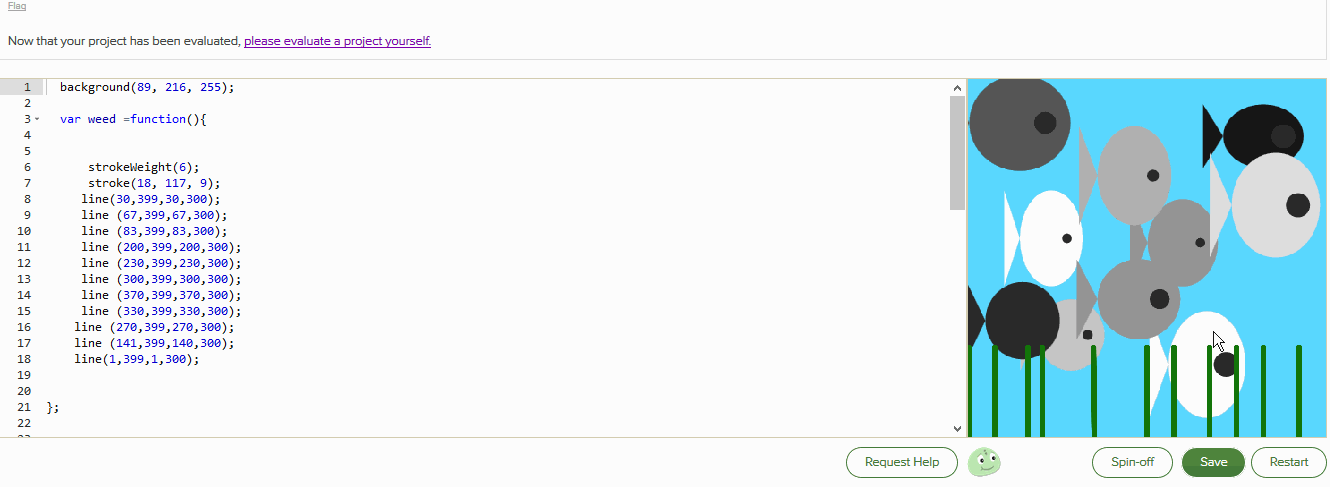 Flag
Now that your project has been evaluated, please evaluate a project yourself.
1 background(89, 216, 255);
2
3 var weed =function(){
4
5
6 strokeWeight(6);
7 stroke(18, 117, 9);
8 line(30,399,30,300);
9 line (67,399,67,300);
10 line (83,399,83,300);
11 line (200,399,200,300);
12 line (230,399,230,300);
13 line (300,399,300,300);
14 line (370,399,370,300);
15 line (330,399,330,300);
16 line (270,399,270,300);
17 line (141,399,140,300);
18 line(1,399,1,300);
19
20
21 };
22
Request Help Spin-off Save Restart